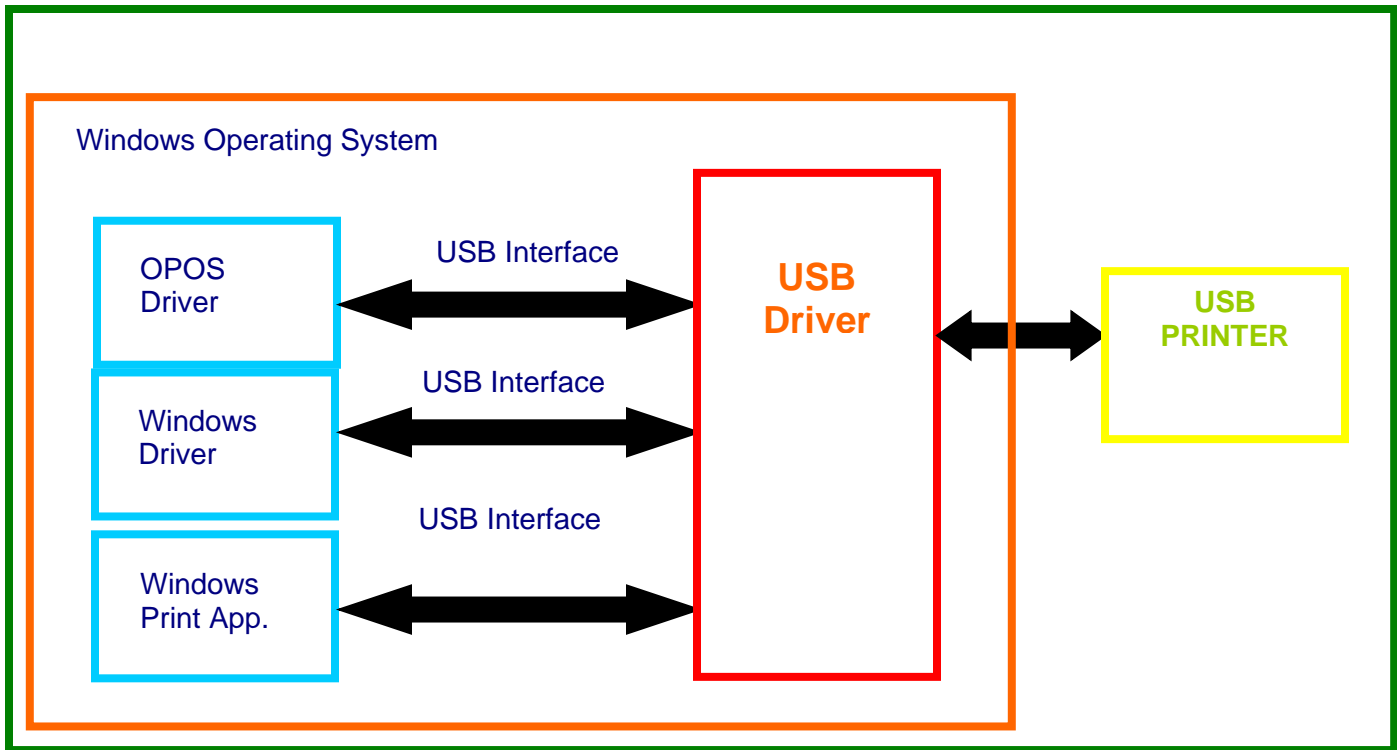 Windows Operating System
OPOS
Driver
USB Interface
USB
Driver
USB
PRINTER
Windows
Driver
USB Interface
Windows
Print App.
USB Interface